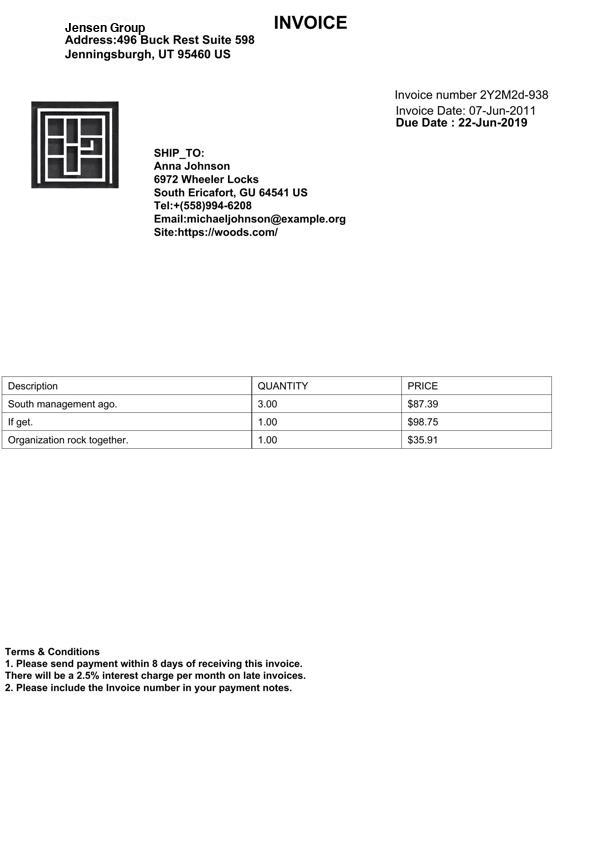 INVOICE
Jensen Group
Address:496 Buck Rest Suite 598
Jenningsburgh, UT 95460 US
Invoice number 2Y2M2d-938
Invoice Date: 07-Jun-2011
Due Date : 22-Jun-2019
SHIP_TO:
Anna Johnson
6972 Wheeler Locks
South Ericafort, GU 64541 US
Tel:+(558)994-6208
Email:michaeljohnson@example.org
Site:https://woods.com/
Description QUANTITY PRICE
South management ago. 3.00 $87.39
If get. 1.00 $98.75
Organization rock together. 1.00 $35.91
Terms & Conditions
1. Please send payment within 8 days of receiving this invoice.
There will be a 2.5% interest charge per month on late invoices.
2. Please include the Invoice number in your payment notes.